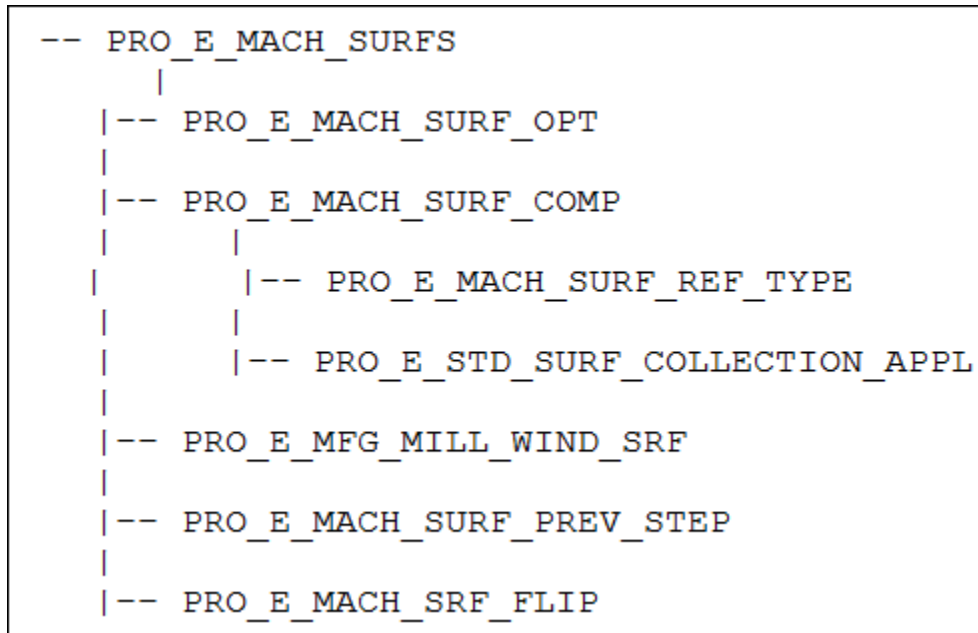 -- PRO_E_MACH_SURFS
|
|-- PRO_E_MACH_SURF_OPT
|
|-- PRO_E_MACH_SURF_COMP
| |
| |-- PRO_E_MACH_SURF_REF_TYPE
| |
| |-- PRO_E_STD_SURF_COLLECTION_APPL
|
|-- PRO_E_MFG_MILL_WIND_SRF
|
|-- PRO_E_MACH_SURF_PREV_STEP
|
|-- PRO_E_MACH_SRF_FLIP